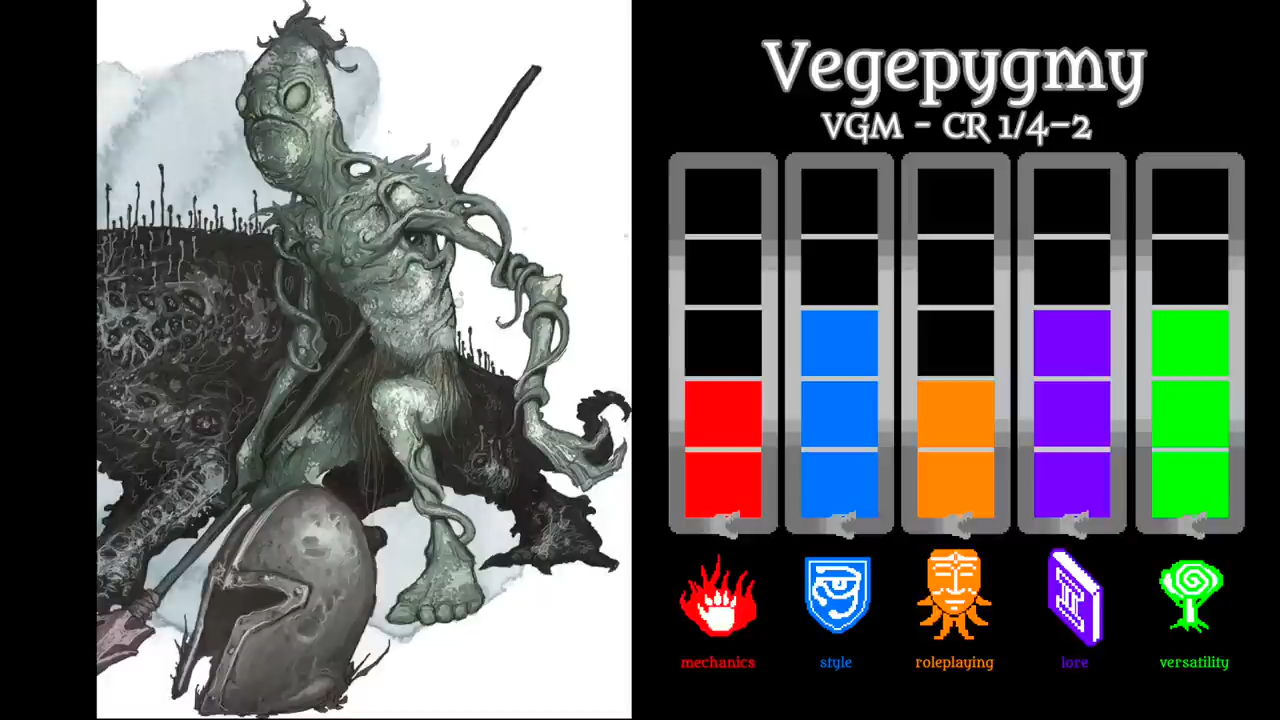 Vegepygmy
VGM - CR 1/4-2
mechanics
style
roleplaying
lore
versatility